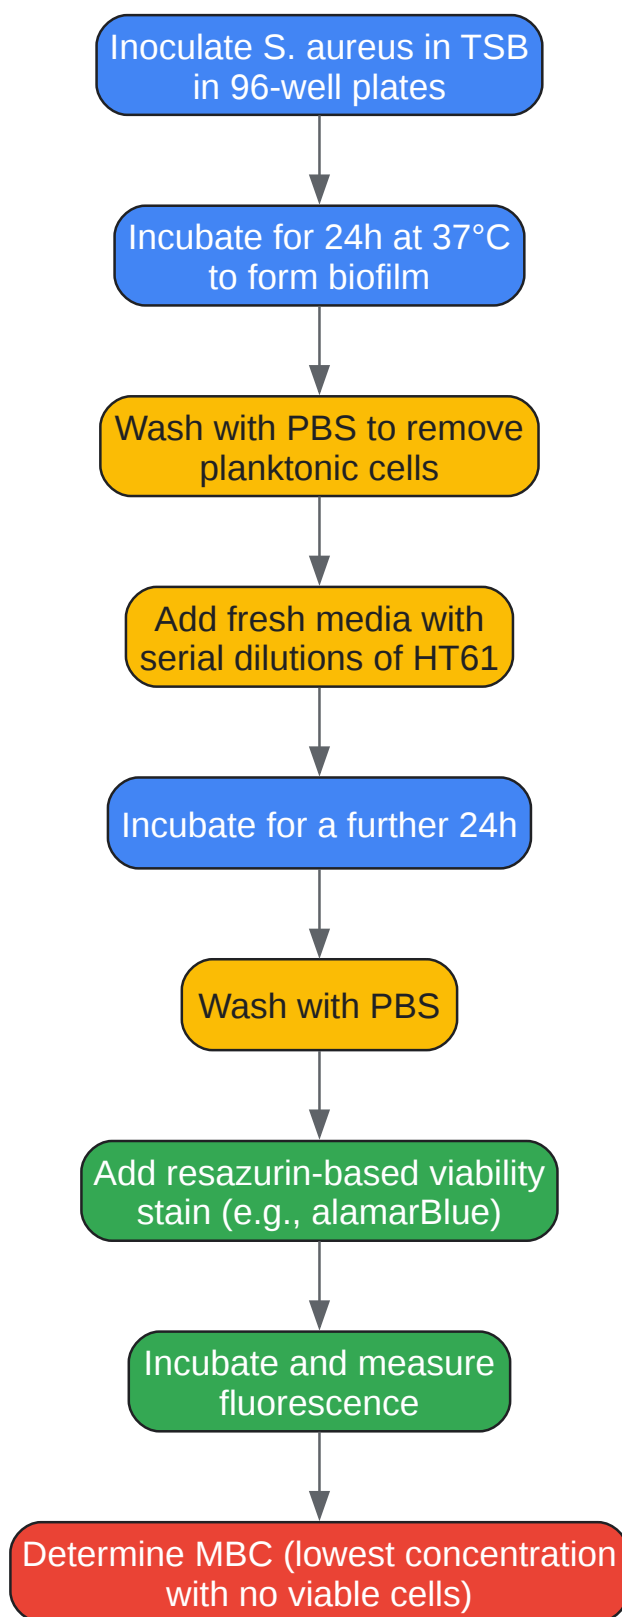 Inoculate S. aureus in TSB
in 96-well plates
Incubate for 24h at 37°C
to form biofilm
Wash with PBS to remove
planktonic cells
Add fresh media with
serial dilutions of HT61
Incubate for a further 24h
Wash with PBS
Add resazurin-based viability
stain (e.g., alamarBlue)
Incubate and measure
fluorescence
Determine MBC (lowest concentration
with no viable cells)